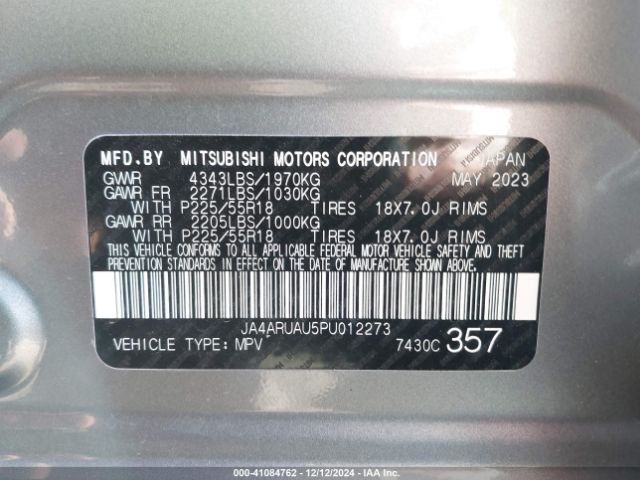 MFD.BY MITSUBISHI MOTORS CORPORATION JAPAN
GWWR 4343LBS/1970KG MAY 2023
GAWR FR 2271LBS/1030KG
WITH P225/55R18 TIRES 18X7.0J RIMS
GAWR RR 2205LBS/1000KG
WITH P225/55R18 TIRES 18X7.0J RIMS
THIS VEHICLE CONFORMS TO ALL APPLICABLE FEDERAL MOTOR VEHICLE SAFETY AND THEFT
PREVENTION STANDARDS IN EFFECT ON THE DATE OF MANUFACTURE SHOWN ABOVE.
JA4ARUAU5PU012273
VEHICLE TYPE: MPV 7430C 357
000-41084762 - 12/12/2024 - IAA Inc.